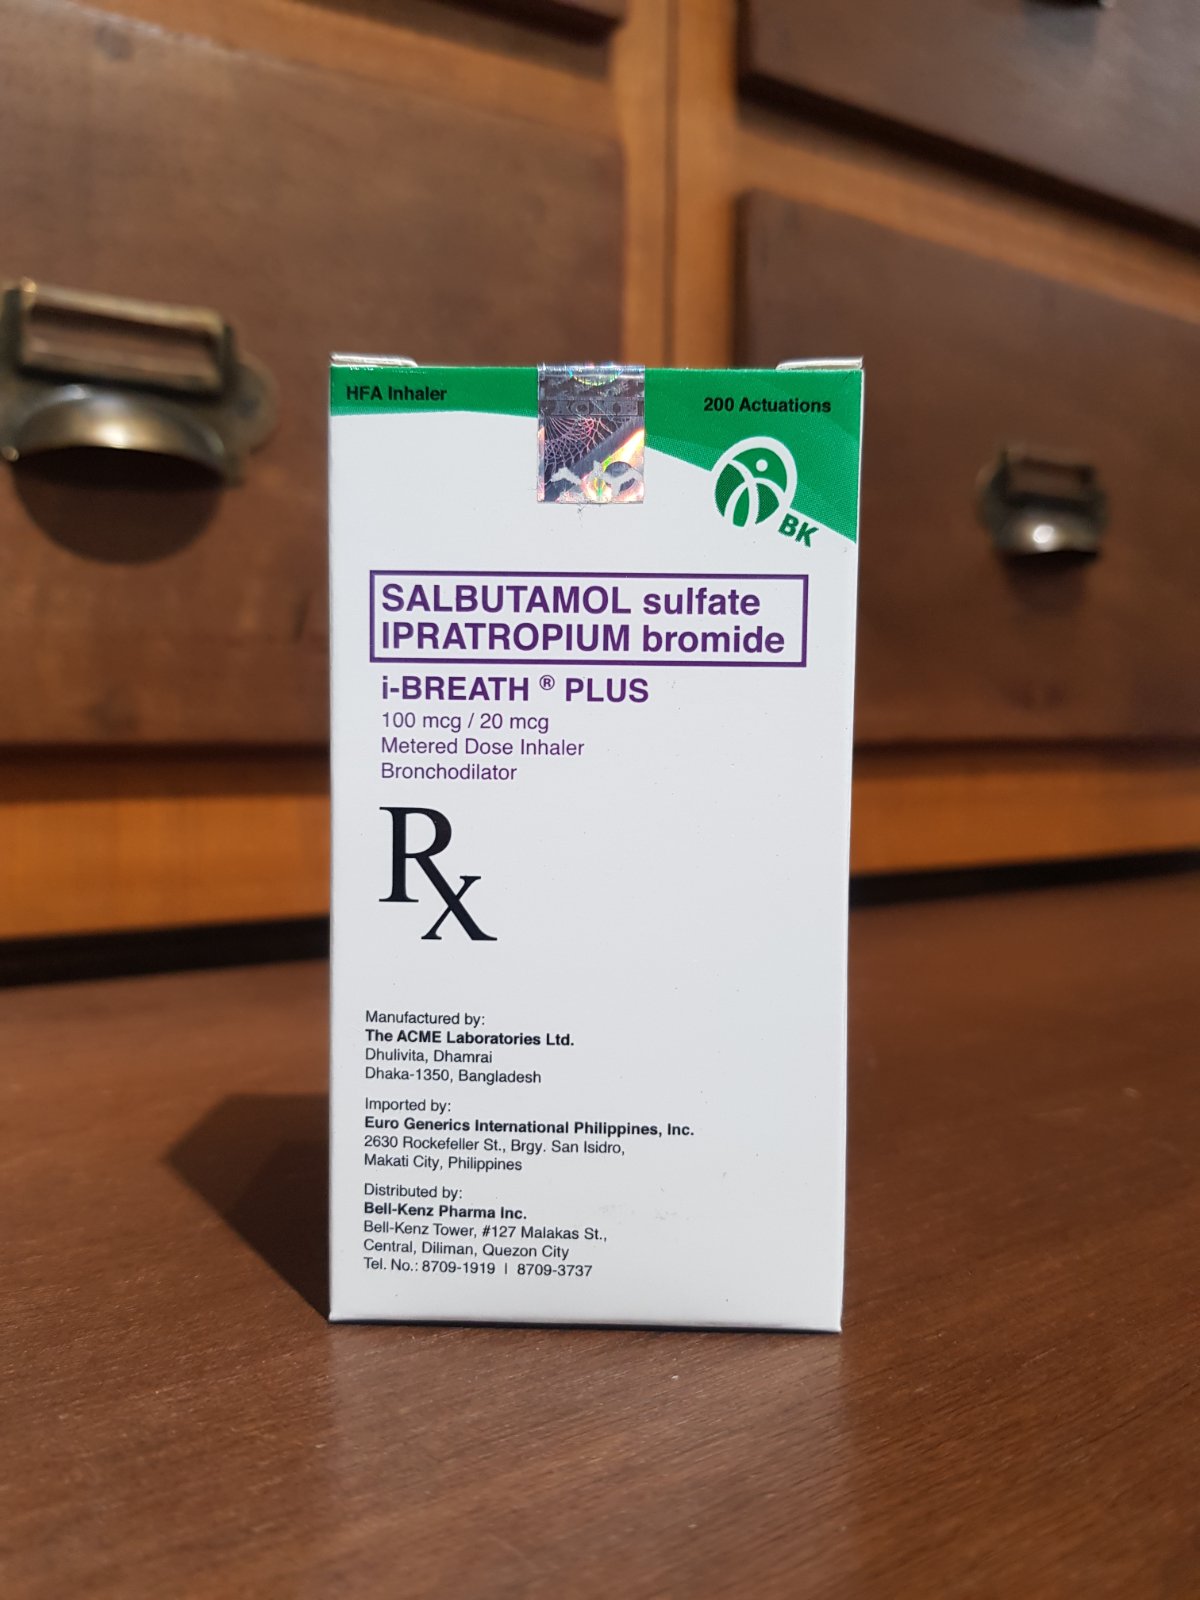 HFA Inhaler
ACME
200 Actuations
BK
SALBUTAMOL sulfate
IPRATROPIUM bromide
i-BREATH ® PLUS
100 mcg / 20 mcg
Metered Dose Inhaler
Bronchodilator
Rx
Manufactured by:
The ACME Laboratories Ltd.
Dhulivita, Dhamrai
Dhaka-1350, Bangladesh
Imported by:
Euro Generics International Philippines, Inc.
2630 Rockefeller St., Brgy. San Isidro,
Makati City, Philippines
Distributed by:
Bell-Kenz Pharma Inc.
Bell-Kenz Tower, #127 Malakas St.,
Central, Diliman, Quezon City
Tel. No.: 8709-1919 | 8709-3737